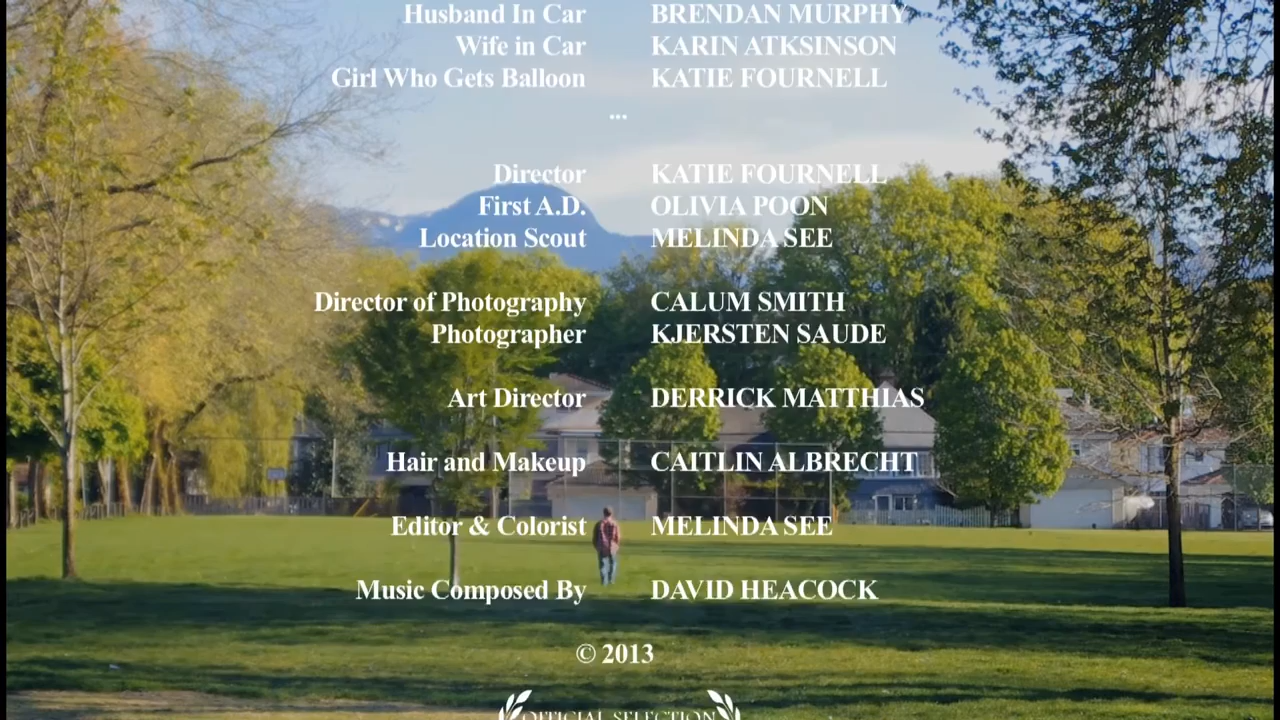 Husband In Car BRENDAN MURPHY
Wife in Car KARIN ATKSINSON
Girl Who Gets Balloon KATIE FOURNELL
...
Director KATIE FOURNELL
First A.D. OLIVIA POON
Location Scout MELINDA SEE
Director of Photography CALUM SMITH
Photographer KJERSTEN SAUDE
Art Director DERRICK MATTHIAS
Hair and Makeup CAITLIN ALBRECHT
Editor & Colorist MELINDA SEE
Music Composed By DAVID HEACOCK
© 2013
OFFICIAL SELECTION